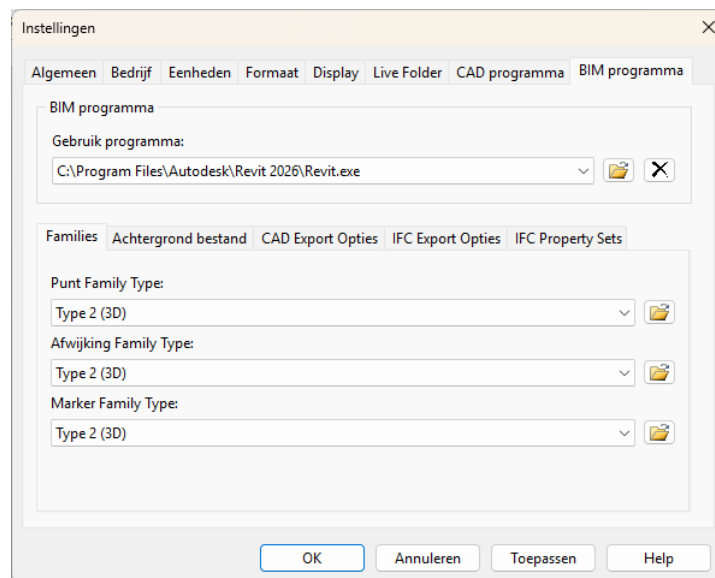 Instellingen
Algemeen Bedrijf Eenheden Formaat Display Live Folder CAD programma BIM programma
BIM programma
Gebruik programma:
C:\Program Files\Autodesk\Revit 2026\Revit.exe
Families Achtergrond bestand CAD Export Opties IFC Export Opties IFC Property Sets
Punt Family Type:
Type 2 (3D)
Afwijking Family Type:
Type 2 (3D)
Marker Family Type:
Type 2 (3D)
OK Annuleren Toepassen Help